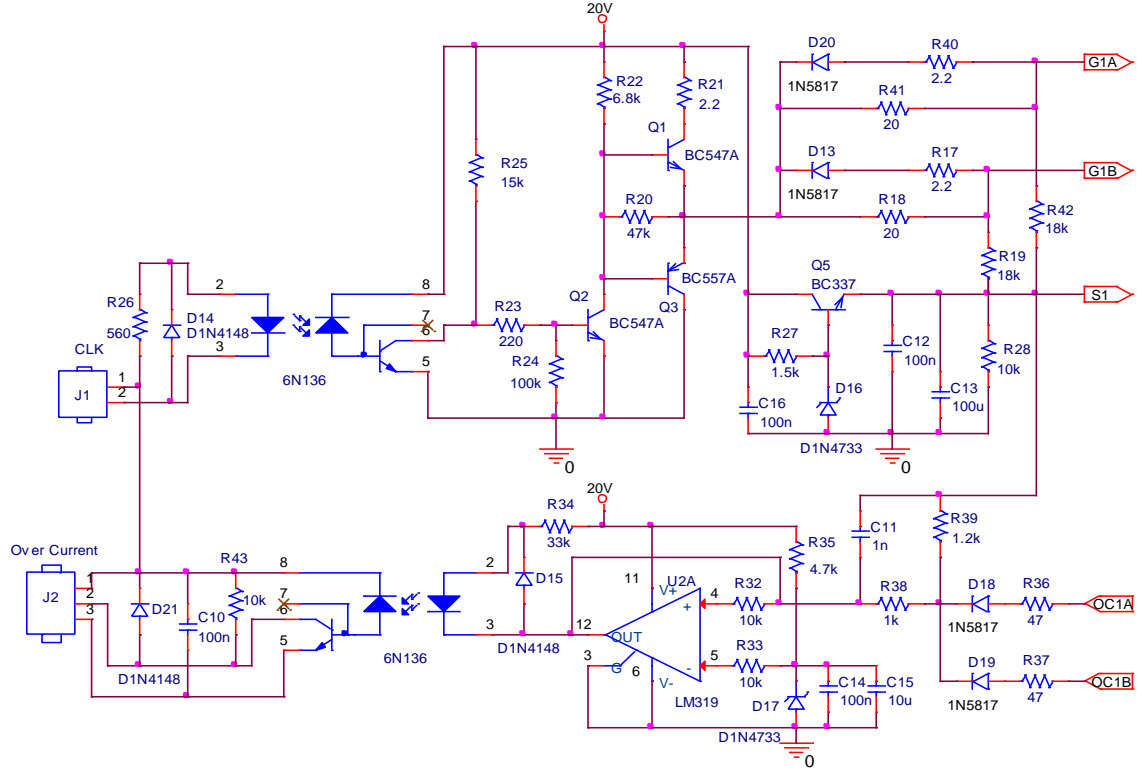 20V
D20
1N5817
R40
2.2
G1A
R22
6.8k
R21
2.2
R41
20
Q1
BC547A
D13
1N5817
R17
2.2
G1B
R25
15k
R20
47k
R18
20
R42
18k
R19
18k
BC557A
Q3
Q5
BC337
S1
2
8
R26
560
D14
D1N4148
7
6
R23
220
Q2
BC547A
R27
1.5k
C12
100n
R28
10k
3
5
6N136
R24
100k
CLK
1
2
J1
D16
C13
100u
C16
100n
D1N4733
0
0
20V
R34
33k
R39
1.2k
C11
1n
R35
4.7k
Over Current
R43
10k
8
2
D15
11
U2A
V+
4
+
R32
10k
R38
1k
D18
1N5817
R36
47
OC1A
1
2
3
J2
D21
C10
100n
7
6
5
3
12
OUT
D1N4148
3
G
6
V-
5
-
R33
10k
LM319
D19
1N5817
R37
47
OC1B
D1N4148
6N136
D17
C14
100n
C15
10u
D1N4733
0